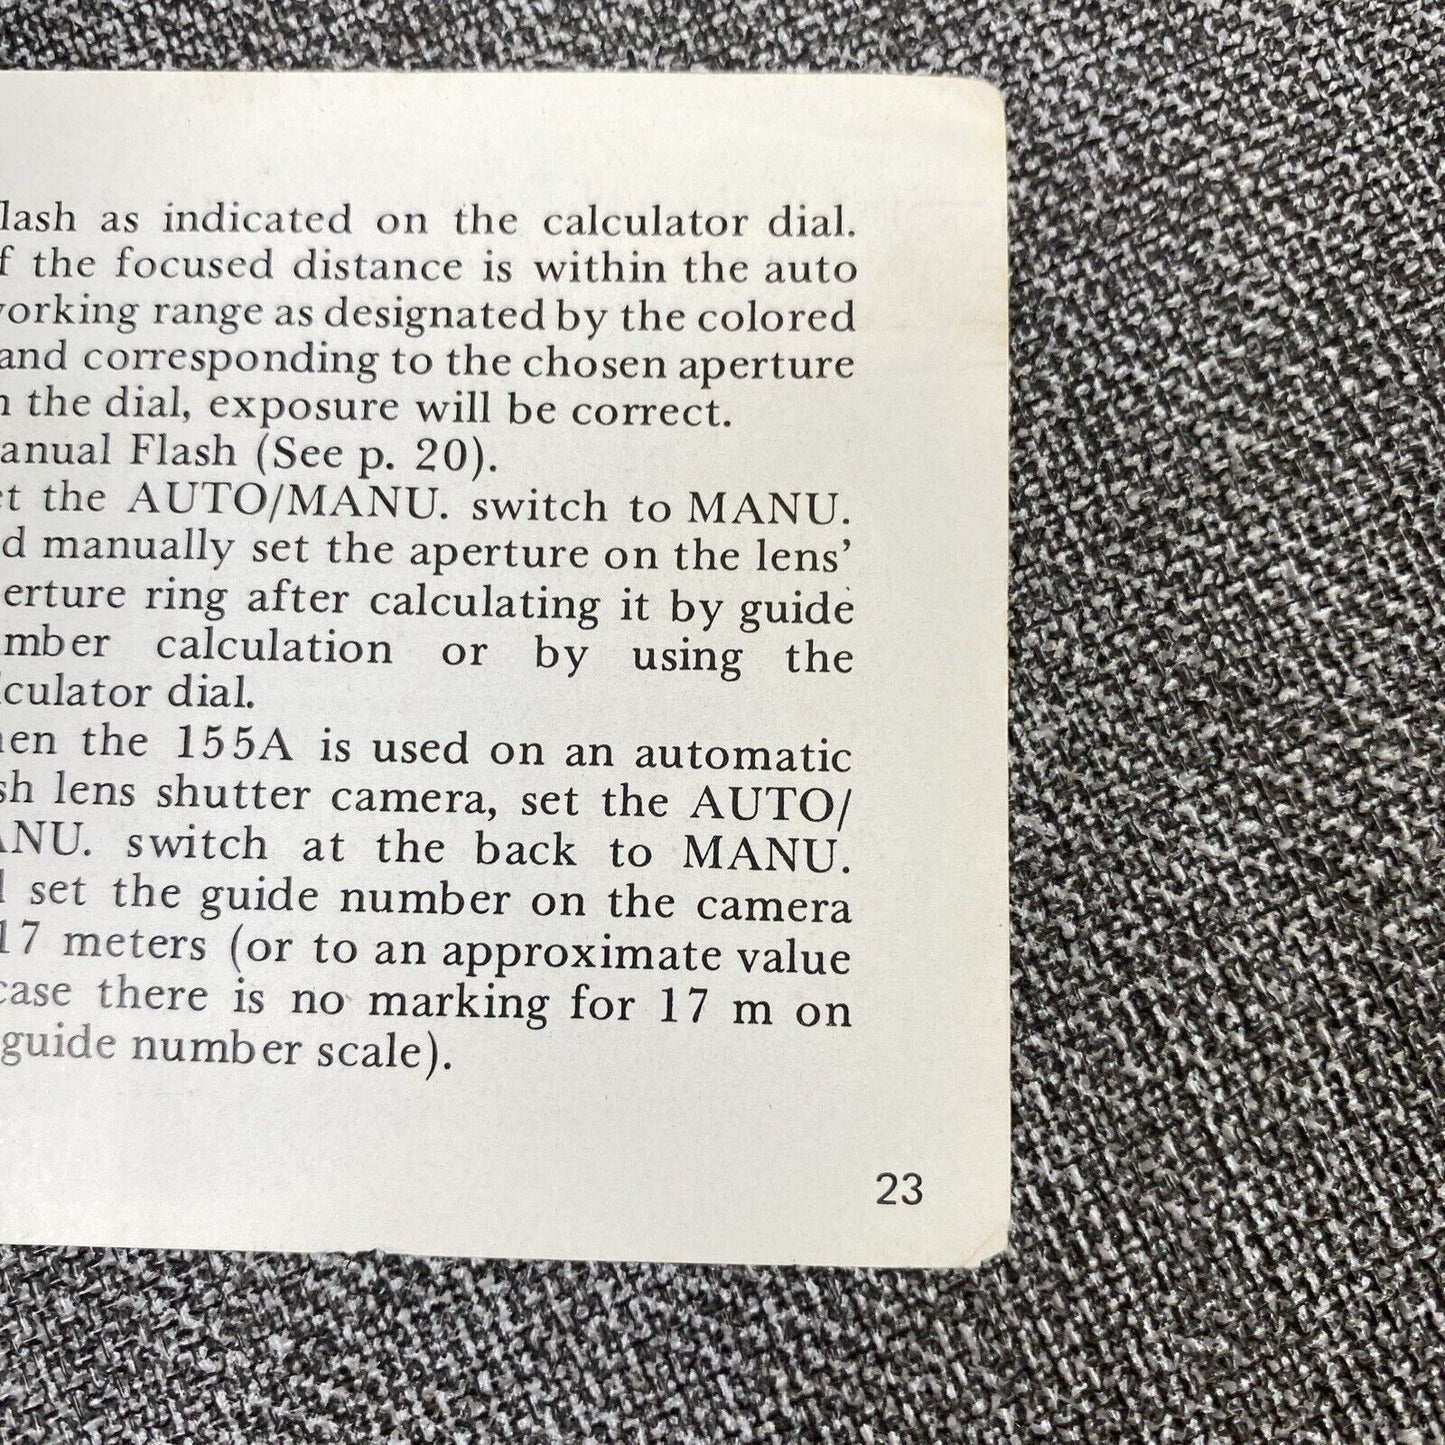 lash as indicated on the calculator dial.
f the focused distance is within the auto
orking range as designated by the colored
and corresponding to the chosen aperture
n the dial, exposure will be correct.
anual Flash (See p. 20).
et the AUTO/MANU. switch to MANU.
d manually set the aperture on the lens’
erture ring after calculating it by guide
mber calculation or by using the
culator dial.
en the 155A is used on an automatic
sh lens shutter camera, set the AUTO/
ANU. switch at the back to MANU.
set the guide number on the camera
17 meters (or to an approximate value
case there is no marking for 17 m on
guide number scale).
23